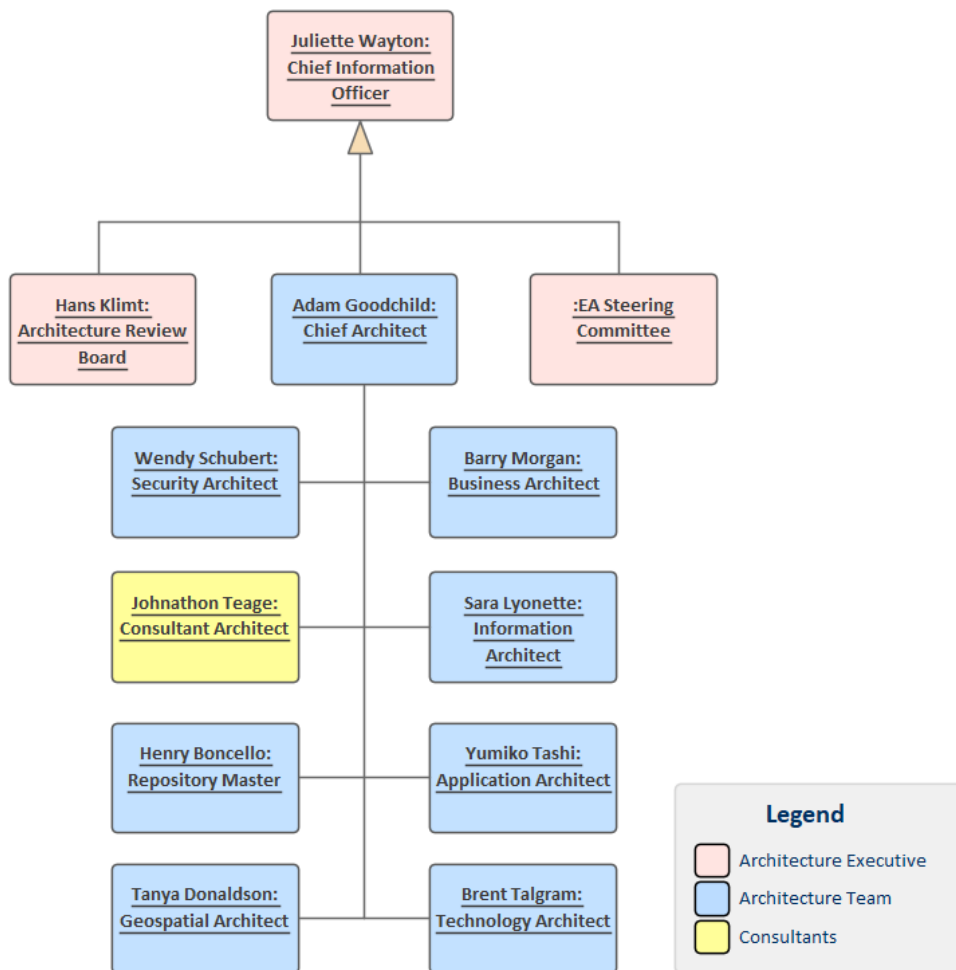 Juliette Wayton:
Chief Information
Officer
Hans Klimt:
Architecture Review
Board
Adam Goodchild:
Chief Architect
:EA Steering
Committee
Wendy Schubert:
Security Architect
Barry Morgan:
Business Architect
Johnathon Teage:
Consultant Architect
Sara Lyonette:
Information
Architect
Henry Boncello:
Repository Master
Yumiko Tashi:
Application Architect
Tanya Donaldson:
Geospatial Architect
Brent Talgram:
Technology Architect
Legend
Architecture Executive
Architecture Team
Consultants